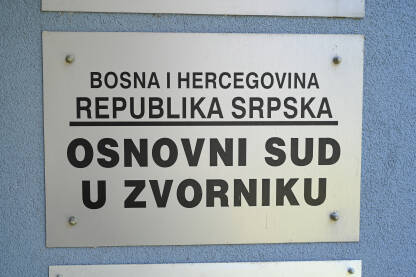 BOSNA I HERCEGOVINA
REPUBLIKA SRPSKA
OSNOVNI SUD
U ZVORNIKU